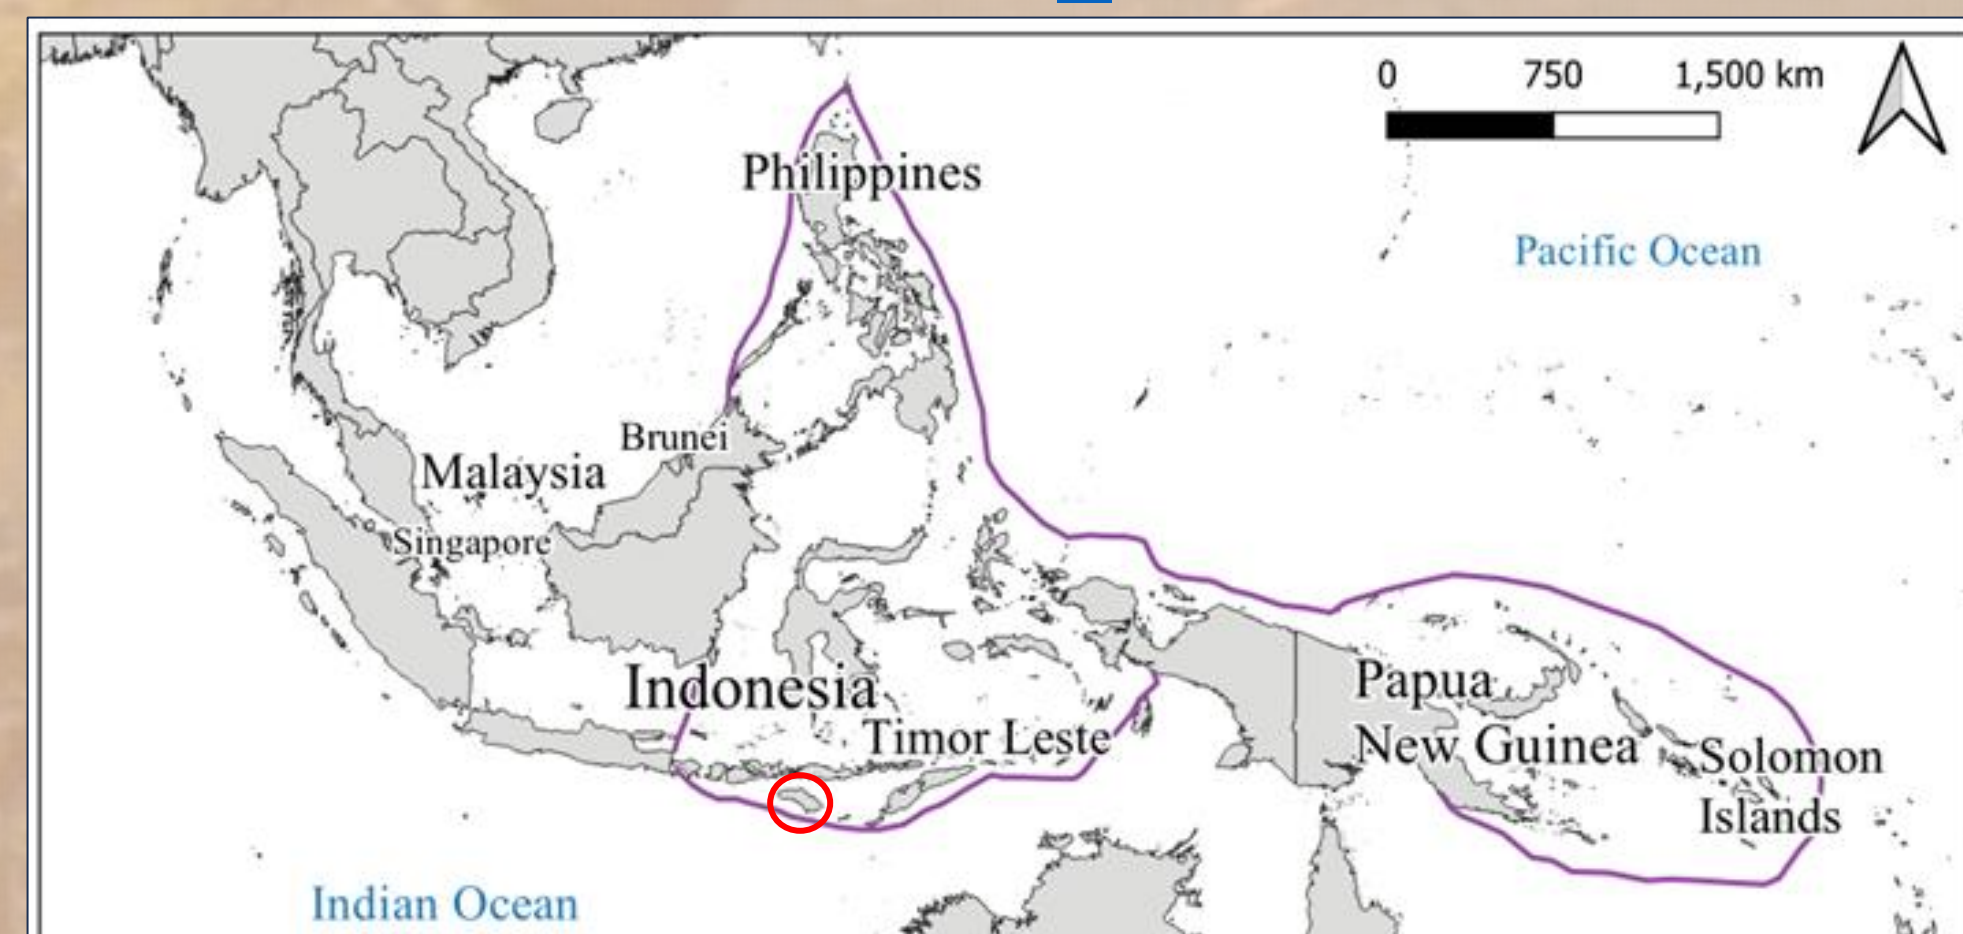 0 750 1,500 km
Philippines
Pacific Ocean
Brunei
Malaysia
Singapore
Indonesia
Papua
New Guinea
Timor Leste
Solomon
Islands
Indian Ocean